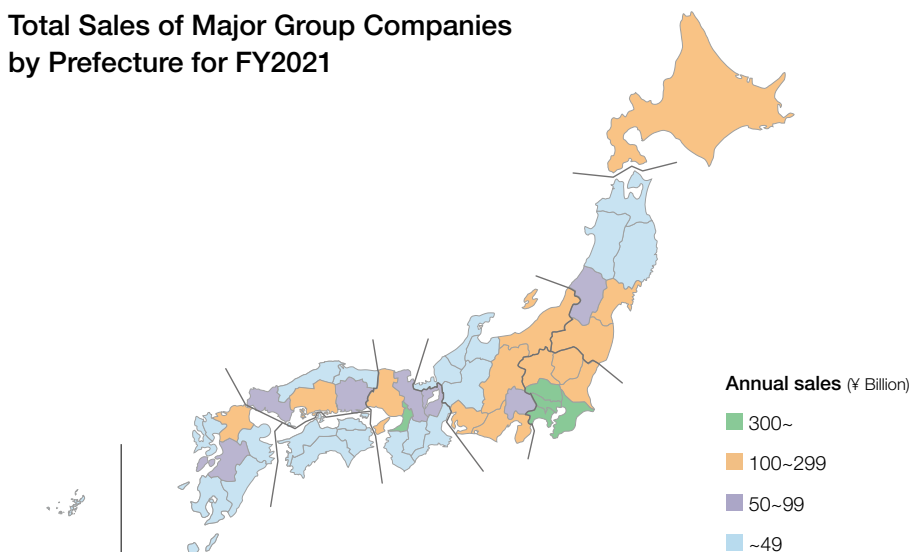 Total Sales of Major Group Companies
by Prefecture for FY2021
Annual sales (¥ Billion)
300~
100~299
50~99
~49